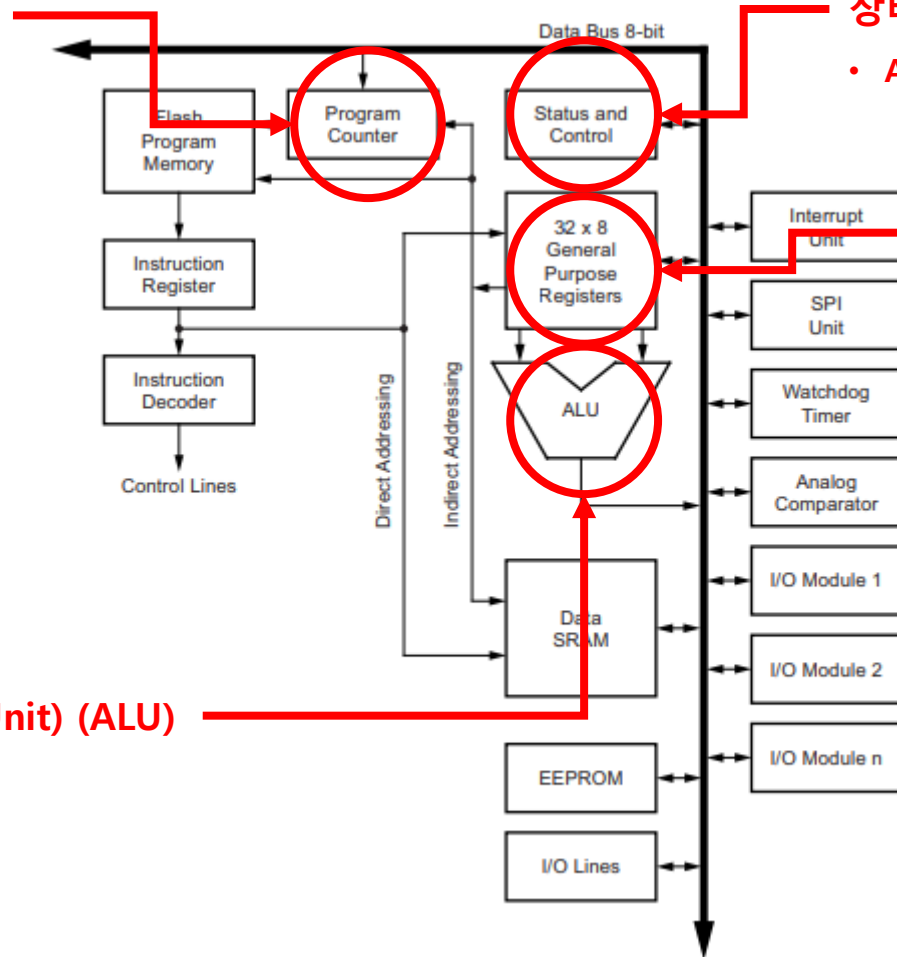 Data Bus 8-bit
Flash
Program
Memory
Program
Counter
Status and
Control
32 x 8
General
Purpose
Registers
Interrupt
Unit
Instruction
Register
SPI
Unit
Instruction
Decoder
ALU
Watchdog
Timer
Control Lines
Direct Addressing
Indirect Addressing
Analog
Comparator
I/O Module 1
Data
SRAM
I/O Module 2
nit) (ALU)
I/O Module n
EEPROM
I/O Lines